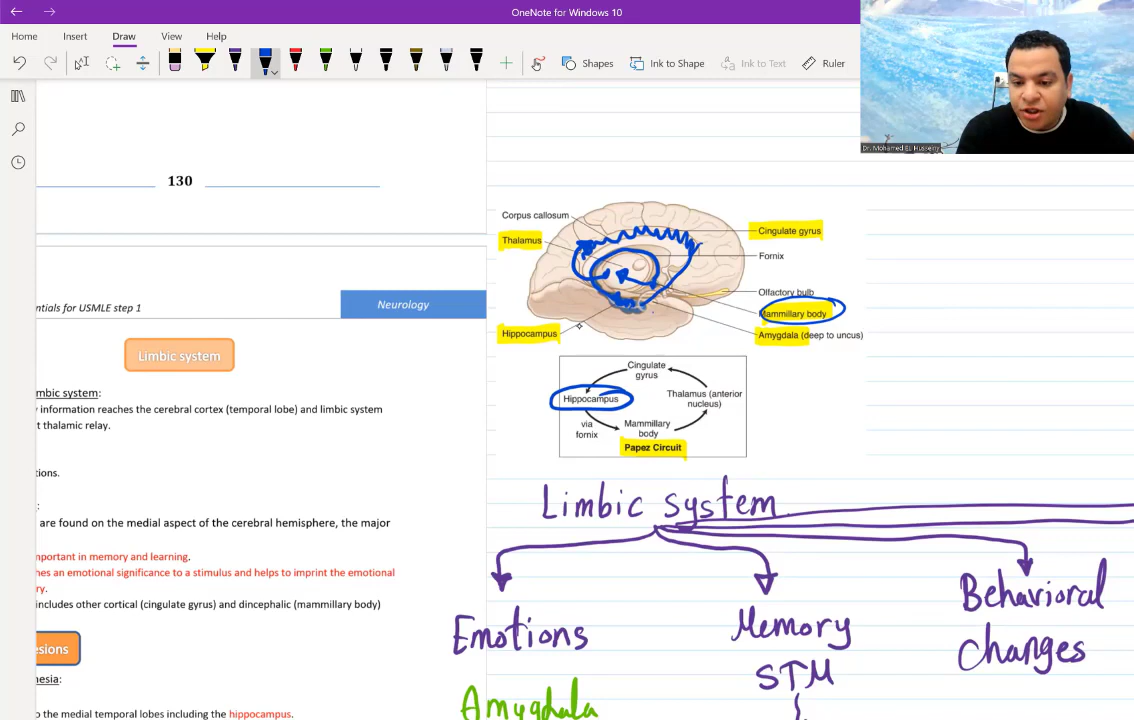 OneNote for Windows 10
Home Insert Draw View Help
Shapes
Ink to Shape
Ink to Text
Ruler
Dr. Mohamed EL Husseiny
130
ntials for USMLE step 1
Neurology
Limbic system
imbic system:
y information reaches the cerebral cortex (temporal lobe) and limbic system
t thalamic relay.
tions.
:
are found on the medial aspect of the cerebral hemisphere, the major
mportant in memory and learning.
hes an emotional significance to a stimulus and helps to imprint the emotional
ry.
includes other cortical (cingulate gyrus) and dincephalic (mammillary body)
esions
nesia:
o the medial temporal lobes including the hippocampus.
Corpus callosum
Thalamus
Hippocampus
Cingulate gyrus
Fornix
Olfactory bulb
Mammillary body
Amygdala (deep to uncus)
Cingulate
gyrus
Hippocampus
Thalamus (anterior
nucleus)
via
fornix
Mammillary
body
Papez Circuit
Limbic system
Emotions
Amygdala
Memory
STM
Behavioral
changes